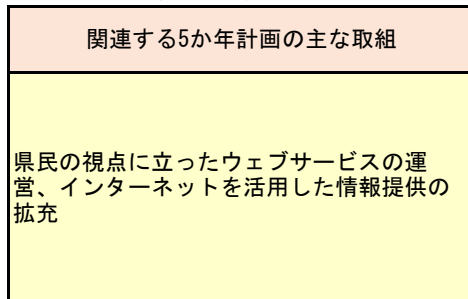 関連する5か年計画の主な取組
県民の視点に立ったウェブサービスの運
営、インターネットを活用した情報提供の
拡充